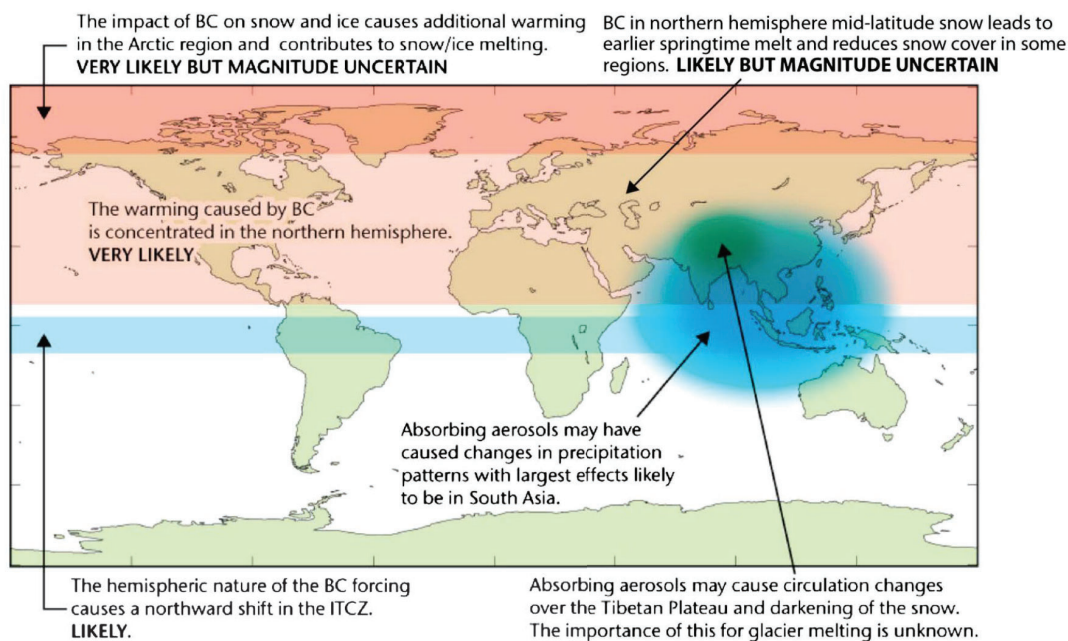 The impact of BC on snow and ice causes additional warming
in the Arctic region and contributes to snow/ice melting.
VERY LIKELY BUT MAGNITUDE UNCERTAIN
BC in northern hemisphere mid-latitude snow leads to
earlier springtime melt and reduces snow cover in some
regions. LIKELY BUT MAGNITUDE UNCERTAIN
The warming caused by BC
is concentrated in the northern hemisphere.
VERY LIKELY
Absorbing aerosols may have
caused changes in precipitation
patterns with largest effects likely
to be in South Asia.
The hemispheric nature of the BC forcing
causes a northward shift in the ITCZ.
LIKELY.
Absorbing aerosols may cause circulation changes
over the Tibetan Plateau and darkening of the snow.
The importance of this for glacier melting is unknown.